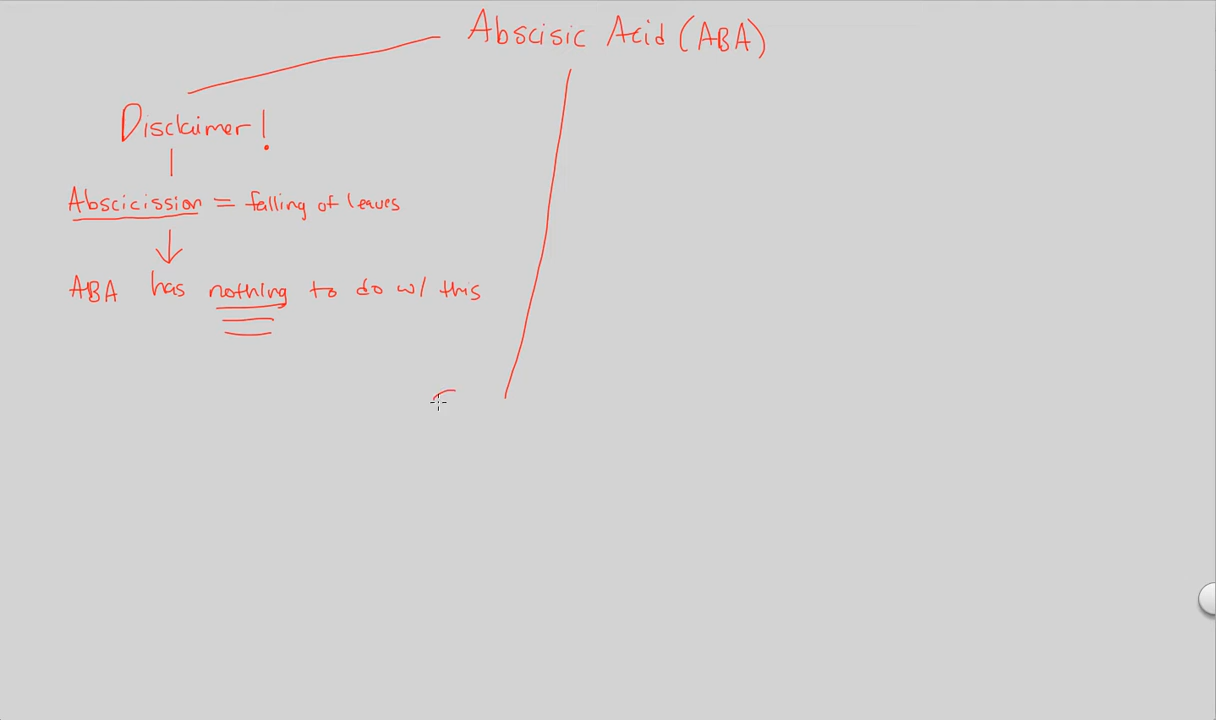 Abscisic Acid (ABA)
Disclaimer!
Abscicission = falling of leaves
ABA has nothing to do w/ this